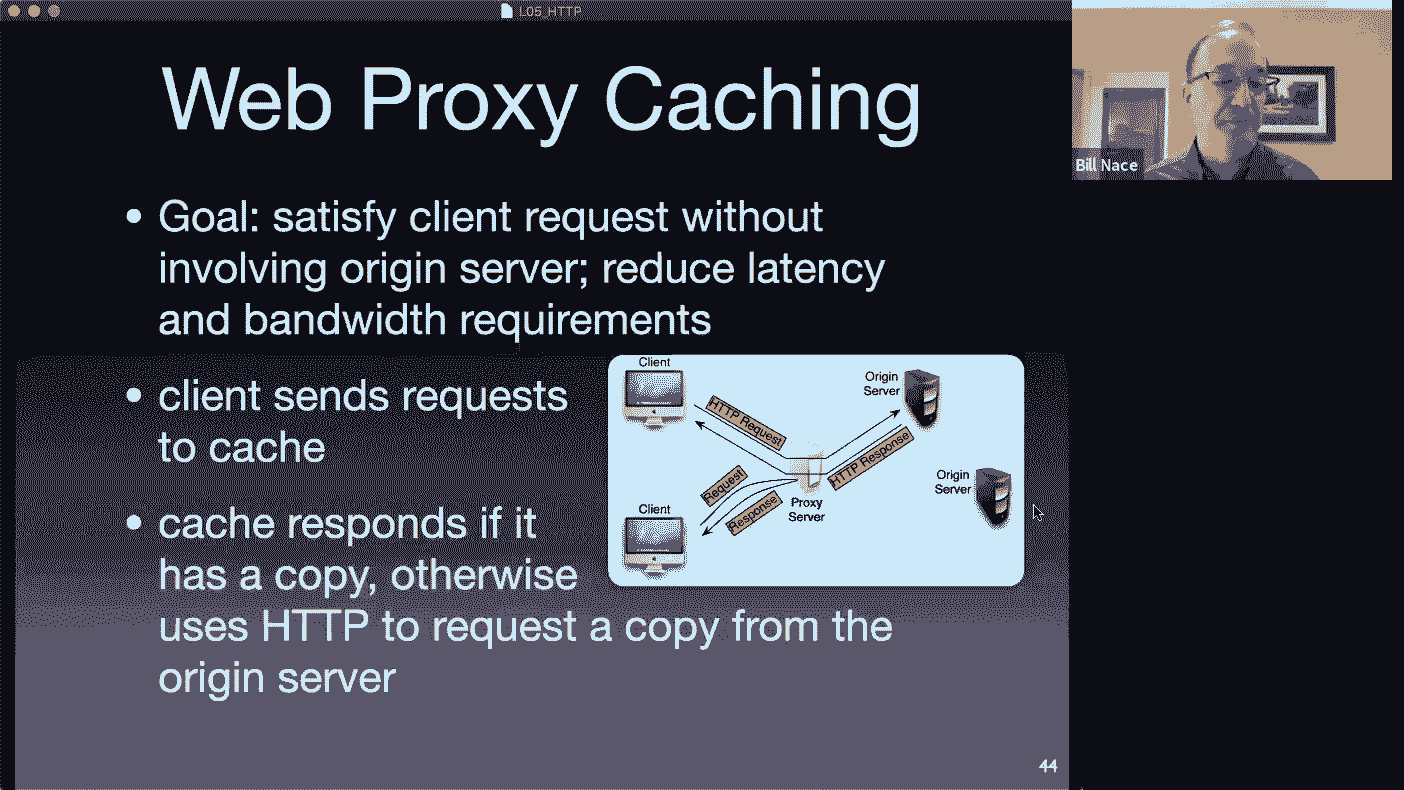 L05_HTTP
Web Proxy Caching
Bill Nace
• Goal: satisfy client request without
involving origin server; reduce latency
and bandwidth requirements
• client sends requests
to cache
• cache responds if it
has a copy, otherwise
uses HTTP to request a copy from the
origin server
Client
Origin
Server
HTTP Request
HTTP Response
Origin
Server
Request
Response
Proxy
Server
Client
44